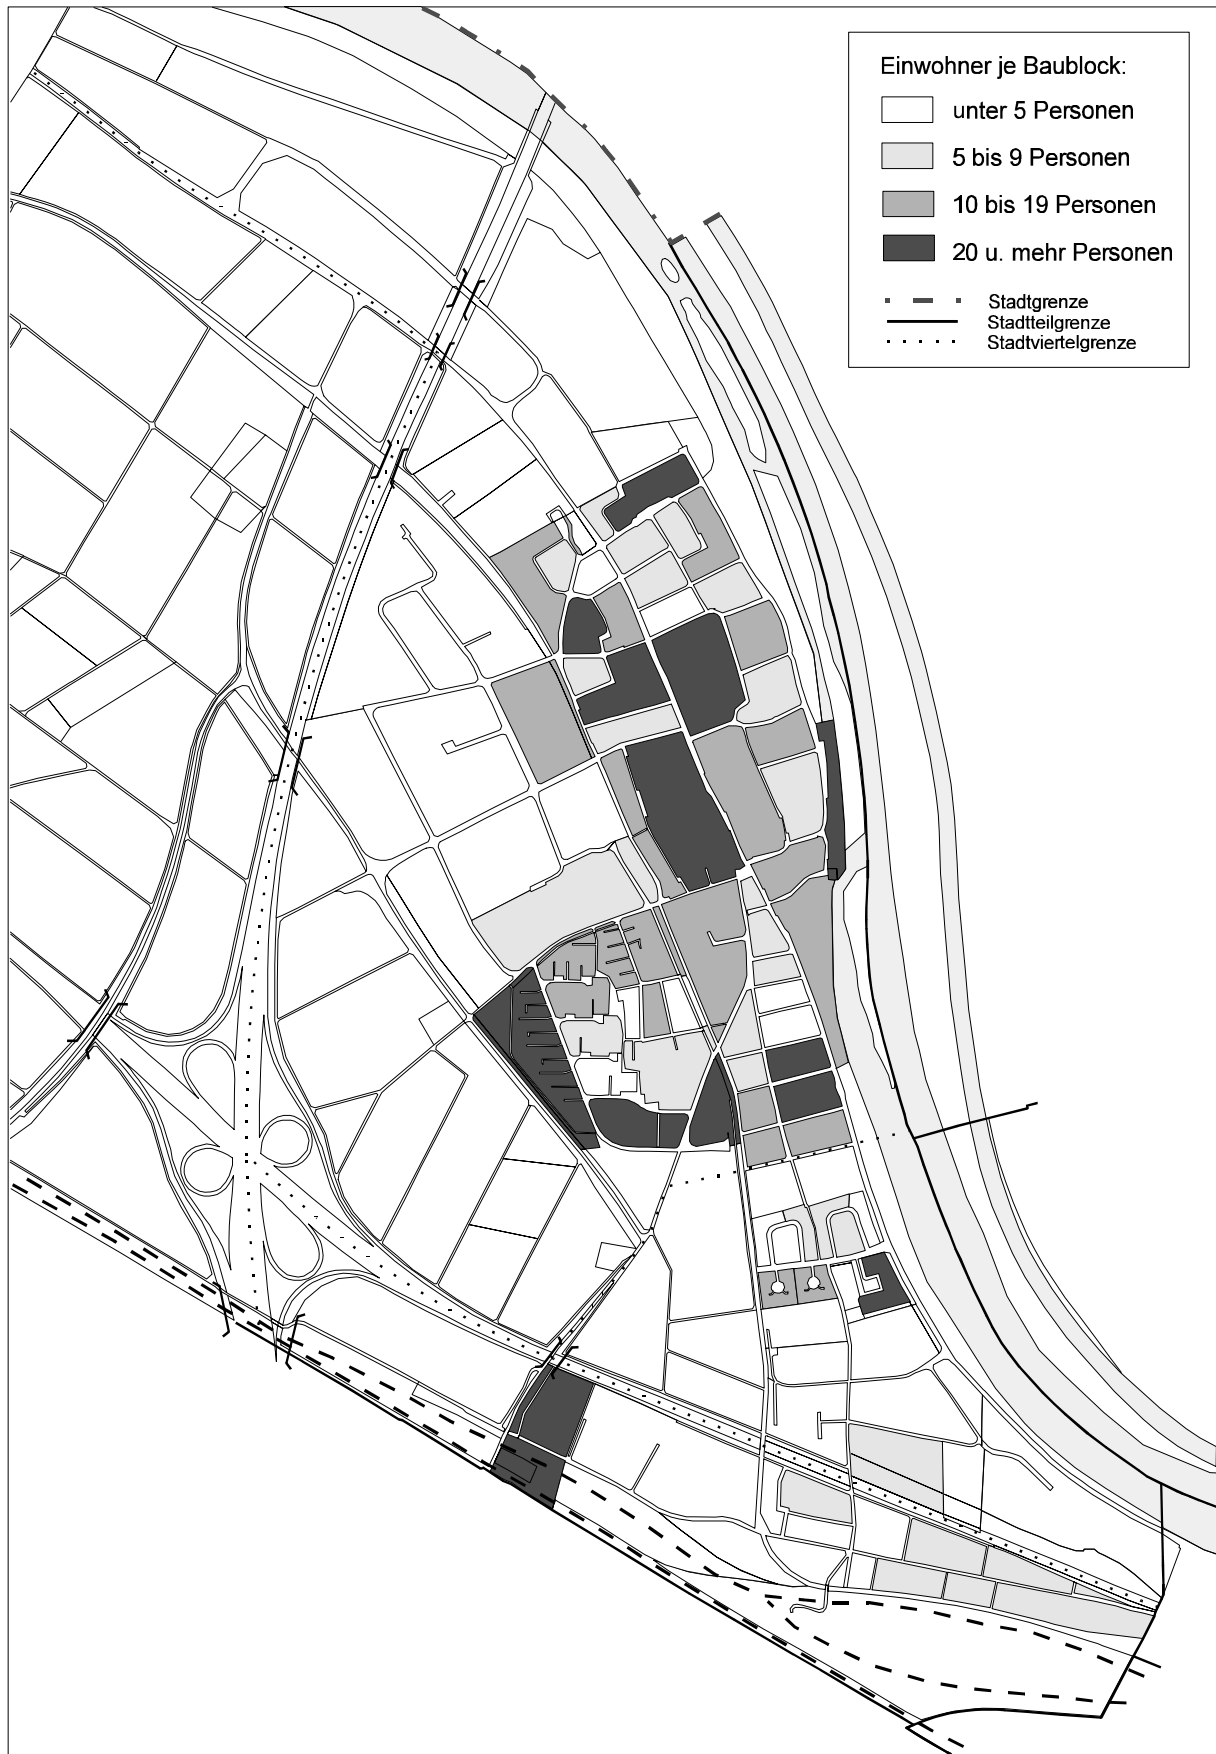 Einwohner je Baublock:
unter 5 Personen
5 bis 9 Personen
10 bis 19 Personen
20 u. mehr Personen
Stadtgrenze
Stadtteilgrenze
Stadtviertelgrenze